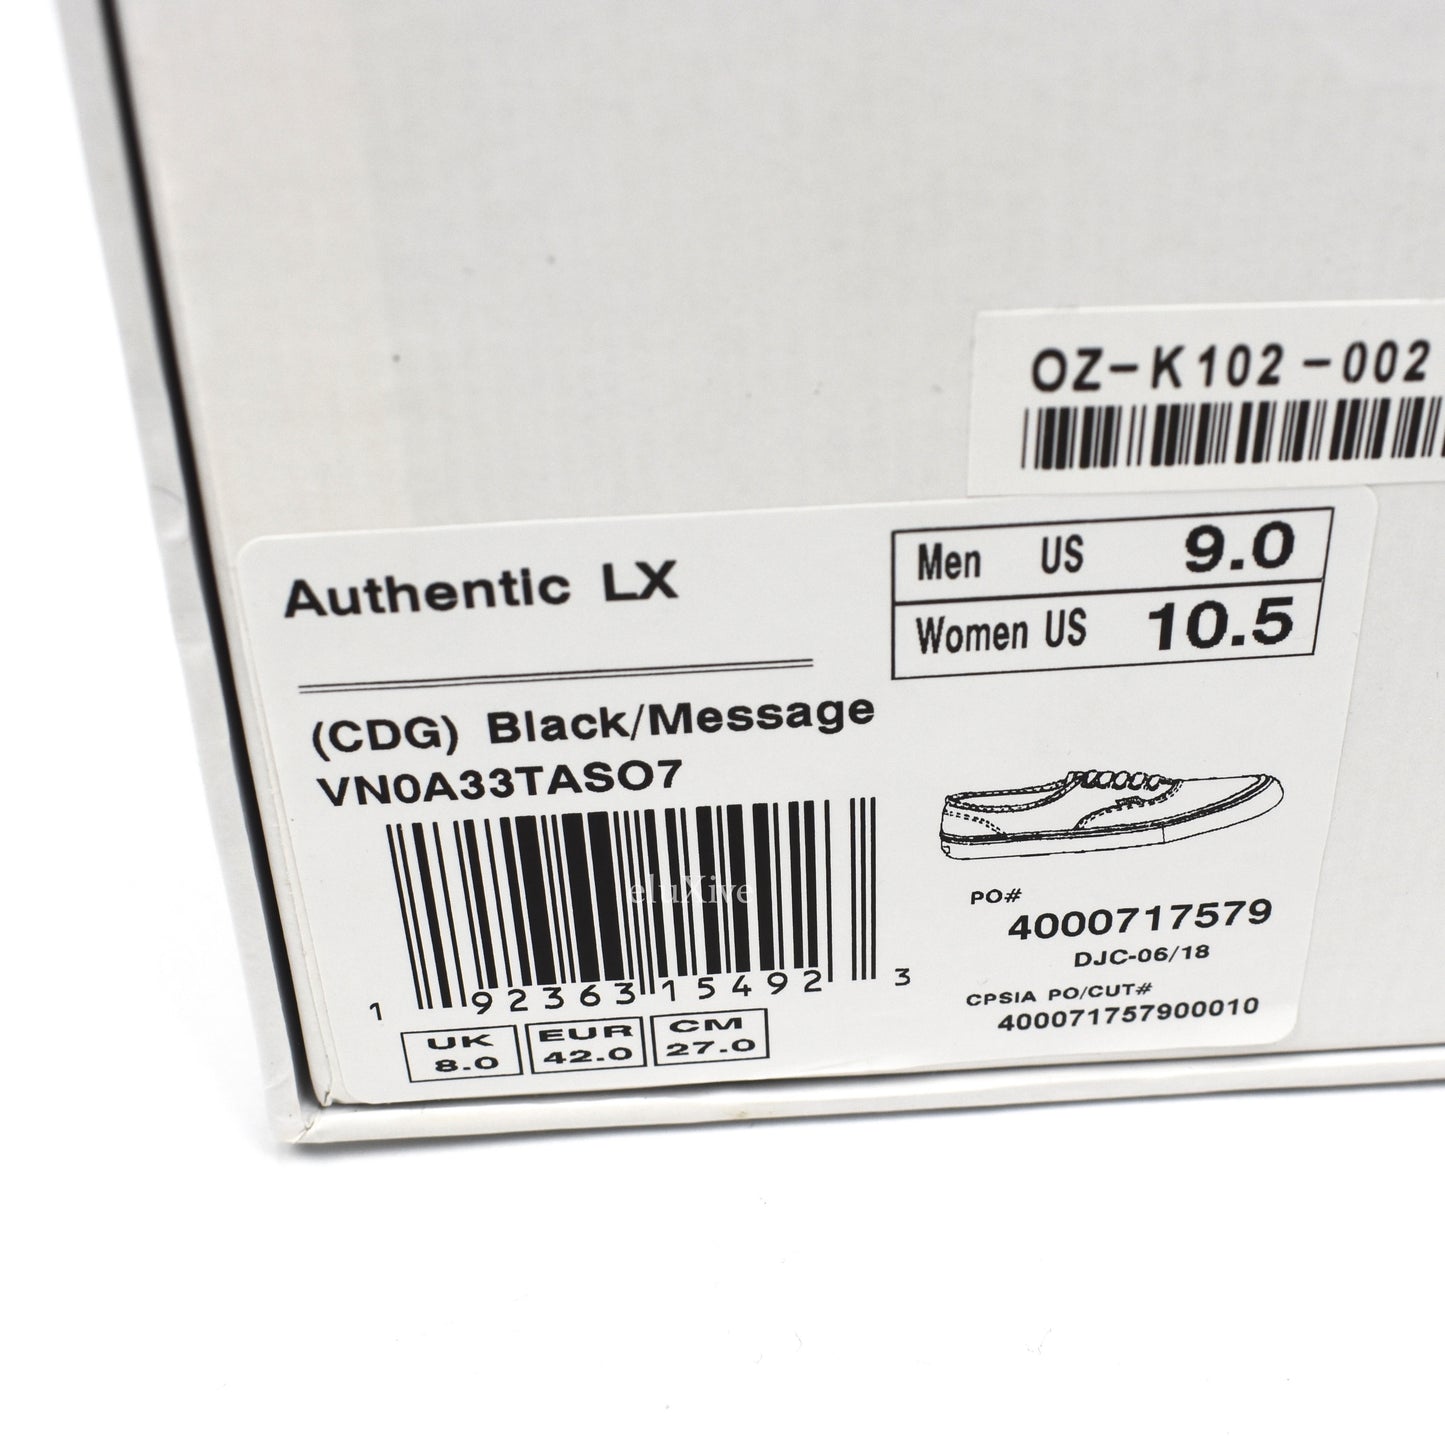 OZ-K102-002
Authentic LX
Men US 9.0
Women US 10.5
(CDG) Black/Message
VN0A33TASO7
eluXive
1 92363 15492 3
UK
8.0
EUR
42.0
CM
27.0
PO#
4000717579
DJC-06/18
CPSIA PO/CUT#
400071757900010